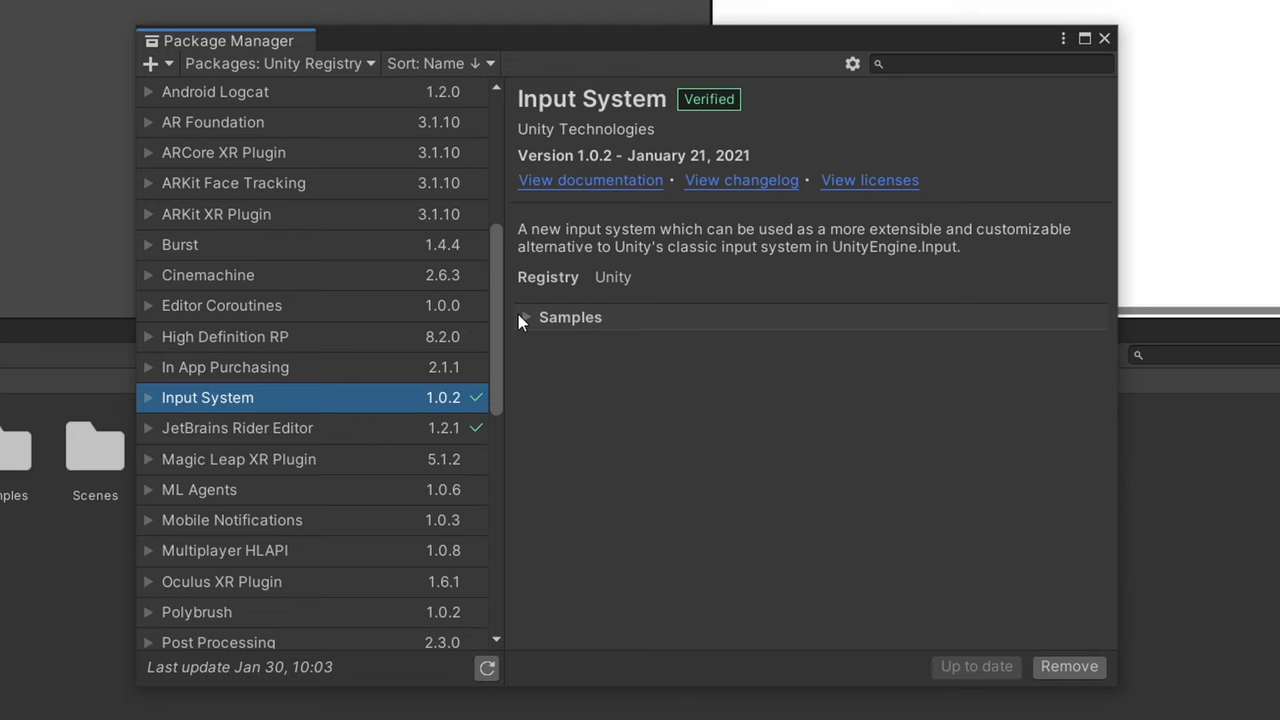 Package Manager
Packages: Unity Registry
Sort: Name ↓
Android Logcat 1.2.0
AR Foundation 3.1.10
ARCore XR Plugin 3.1.10
ARKit Face Tracking 3.1.10
ARKit XR Plugin 3.1.10
Burst 1.4.4
Cinemachine 2.6.3
Editor Coroutines 1.0.0
High Definition RP 8.2.0
In App Purchasing 2.1.1
Input System 1.0.2
JetBrains Rider Editor 1.2.1
Magic Leap XR Plugin 5.1.2
ML Agents 1.0.6
Mobile Notifications 1.0.3
Multiplayer HLAPI 1.0.8
Oculus XR Plugin 1.6.1
Polybrush 1.0.2
Post Processing 2.3.0
Last update Jan 30, 10:03
Input System Verified
Unity Technologies
Version 1.0.2 - January 21, 2021
View documentation • View changelog • View licenses
A new input system which can be used as a more extensible and customizable
alternative to Unity's classic input system in UnityEngine.Input.
Registry Unity
Samples
Up to date Remove
nples
Scenes